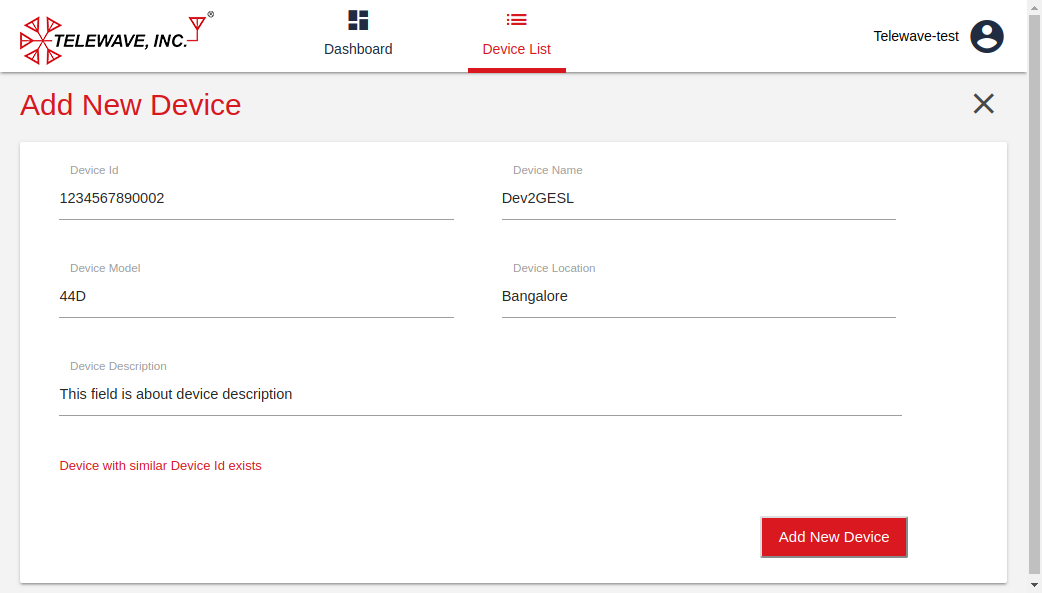 TELEWAVE, INC. ®
Dashboard
Device List
Telewave-test
Add New Device
Device Id
Device Name
1234567890002
Dev2GESL
Device Model
Device Location
44D
Bangalore
Device Description
This field is about device description
Device with similar Device Id exists
Add New Device